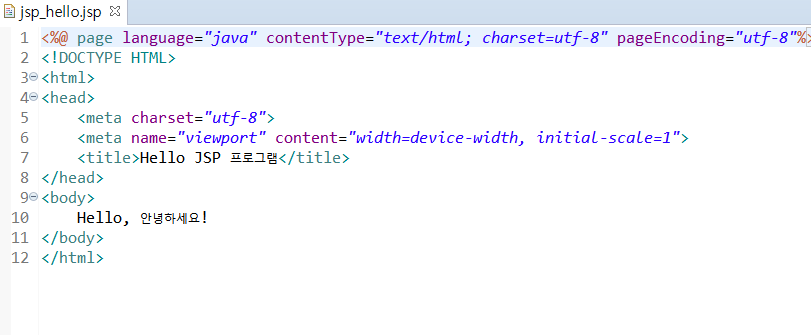 jsp_hello.jsp
1 <%@ page language="java" contentType="text/html; charset=utf-8" pageEncoding="utf-8"%>
2 <!DOCTYPE HTML>
3 <html>
4 <head>
5 <meta charset="utf-8">
6 <meta name="viewport" content="width=device-width, initial-scale=1">
7 <title>Hello JSP 프로그램</title>
8 </head>
9 <body>
10 Hello, 안녕하세요!
11 </body>
12 </html>